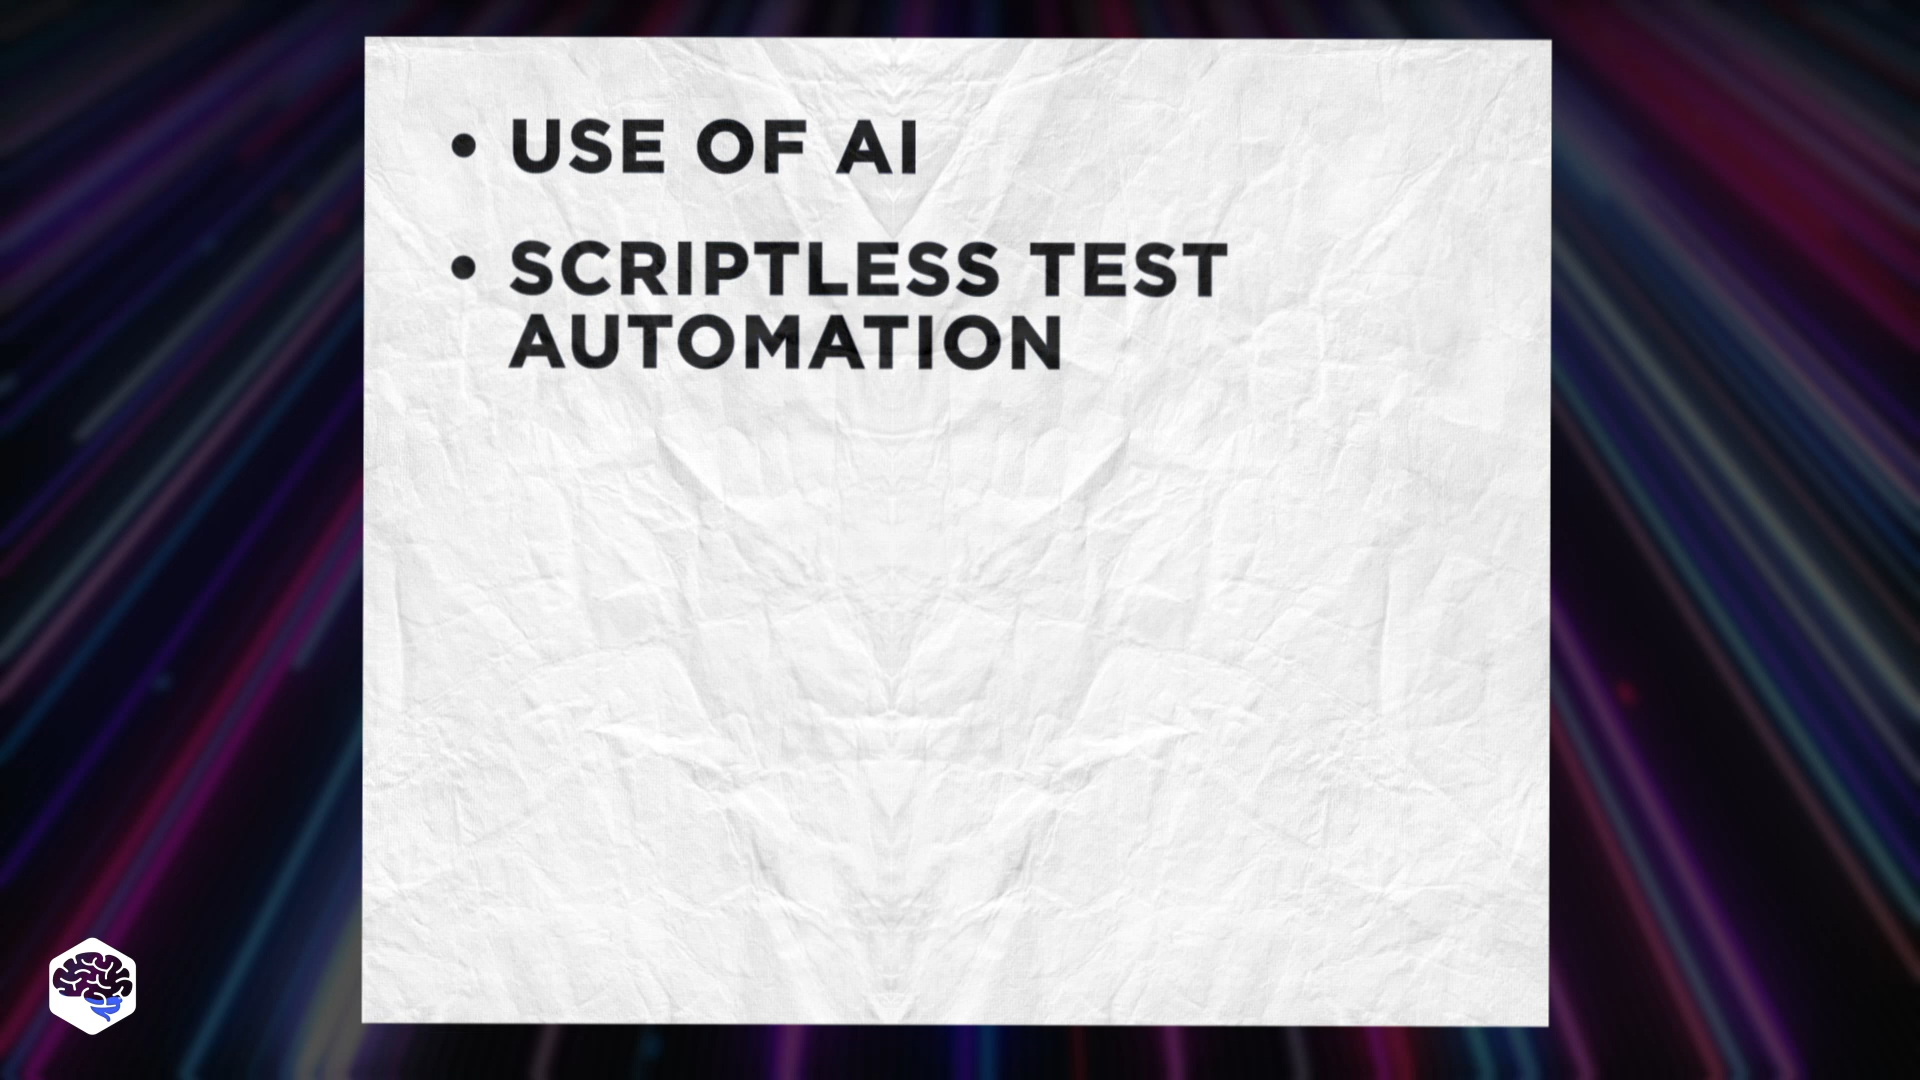 • USE OF AI
• SCRIPTLESS TEST
AUTOMATION